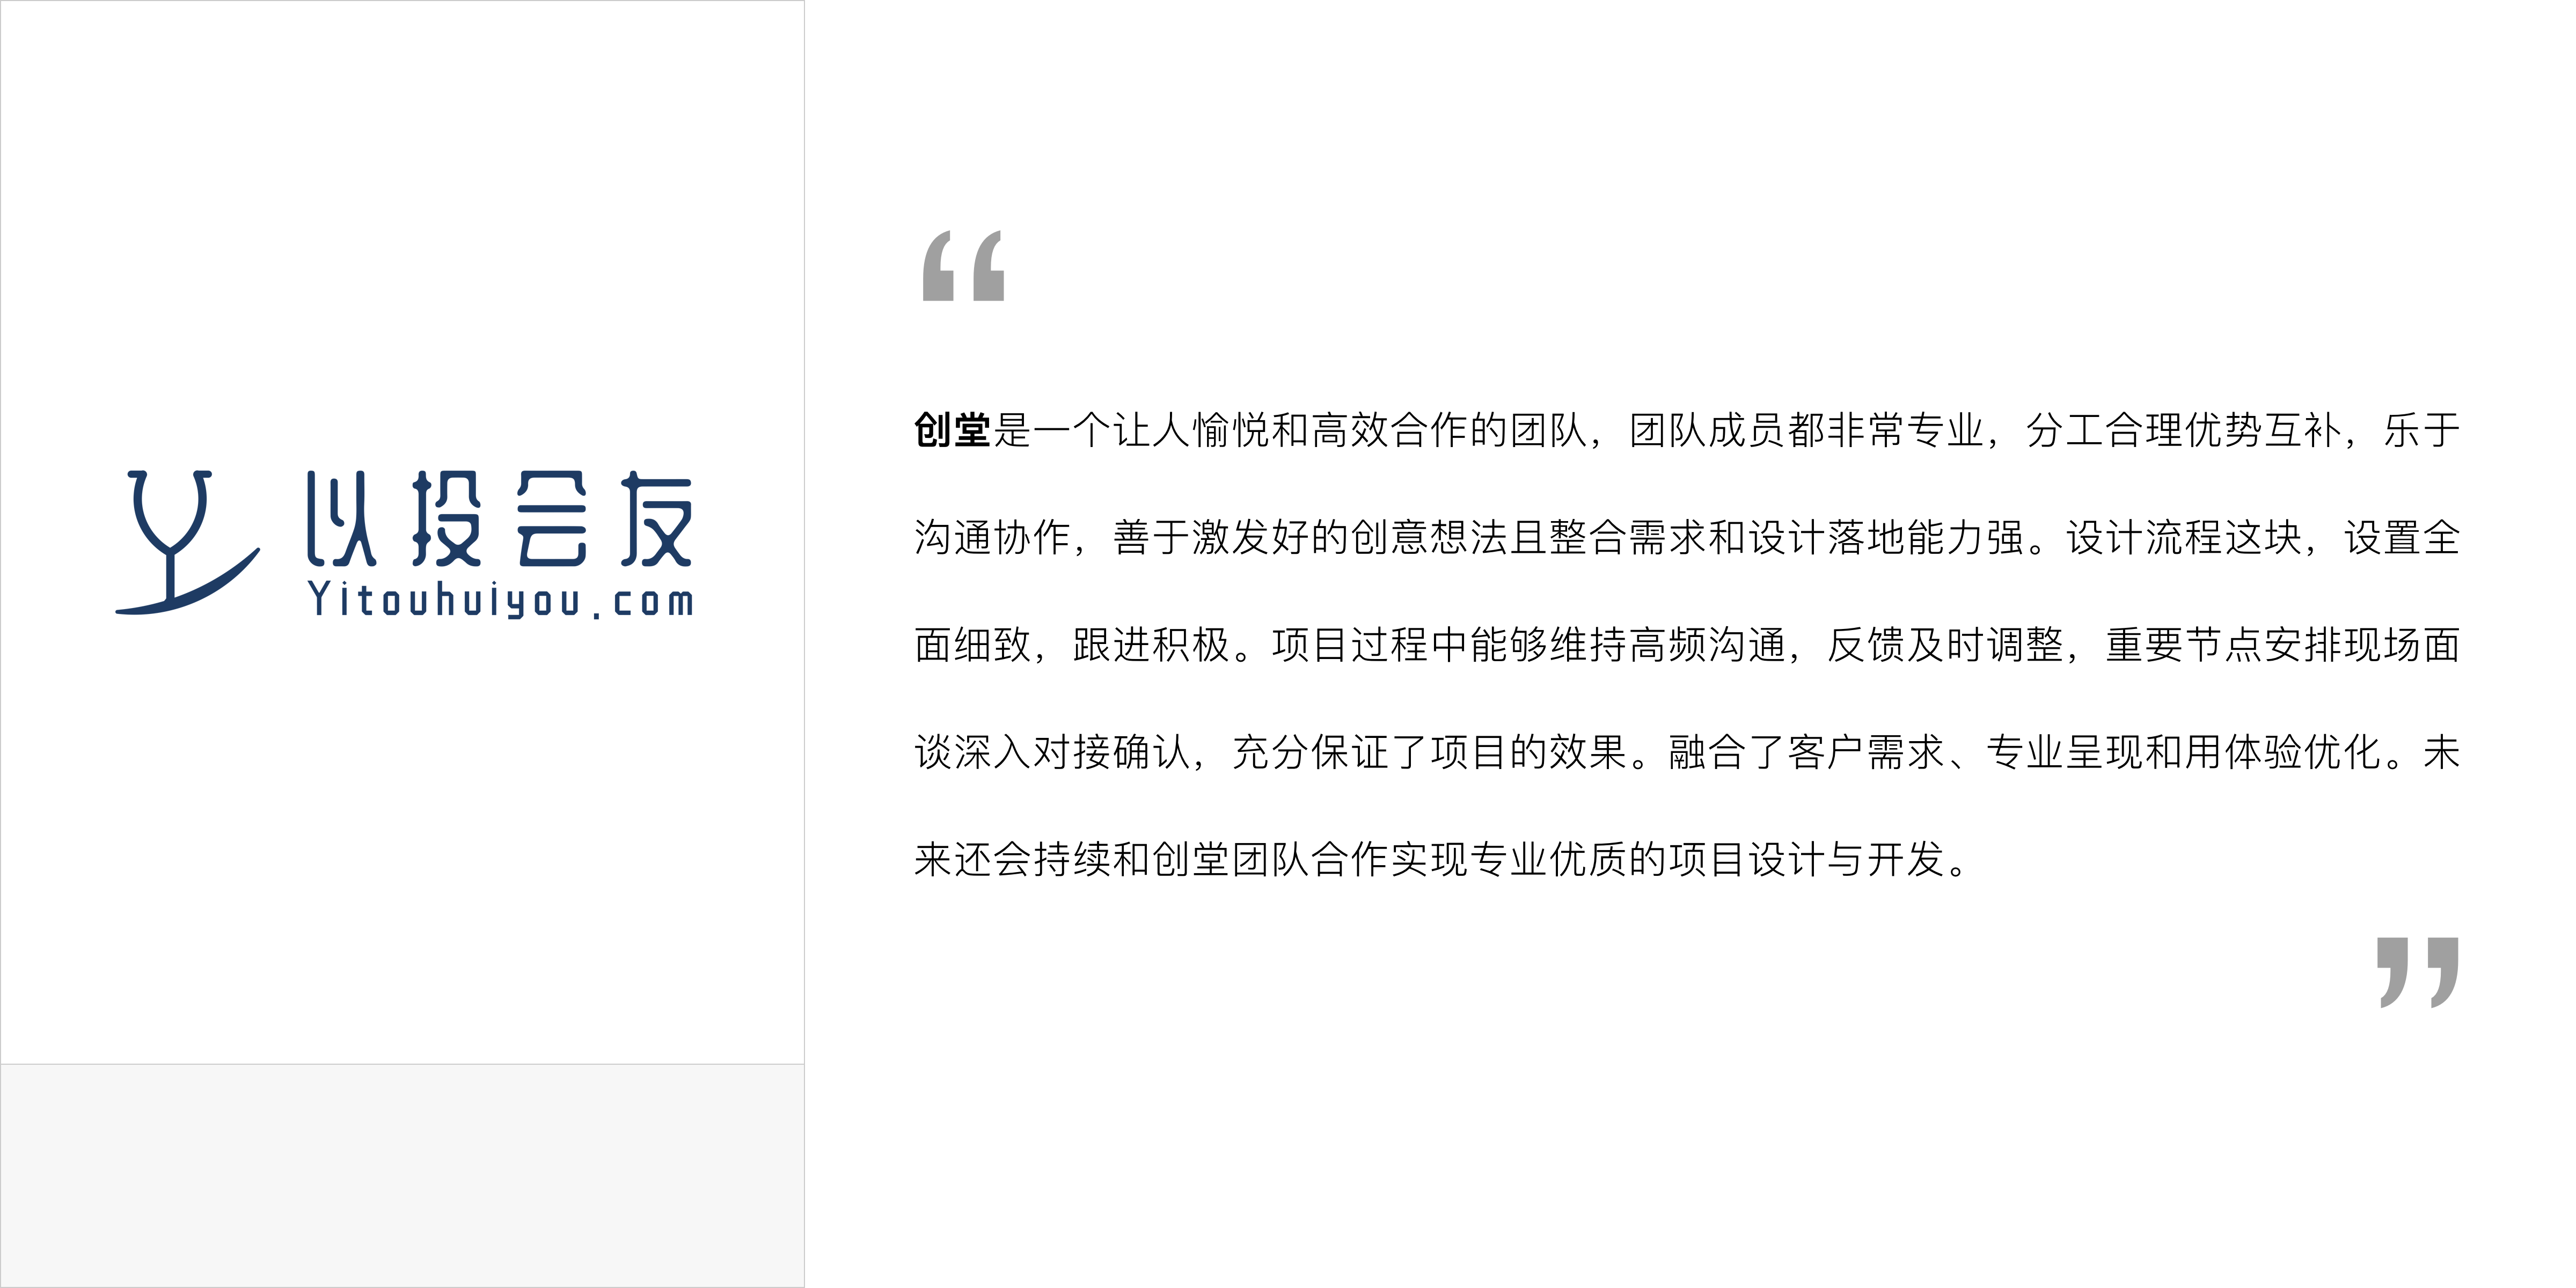 以投会友
Yitouhuiyou.com
“
创堂是一个让人愉悦和高效合作的团队，团队成员都非常专业，分工合理优势互补，乐于
沟通协作，善于激发好的创意想法且整合需求和设计落地能力强。设计流程这块，设置全
面细致，跟进积极。项目过程中能够维持高频沟通，反馈及时调整，重要节点安排现场面
谈深入对接确认，充分保证了项目的效果。融合了客户需求、专业呈现和用体验优化。未
来还会持续和创堂团队合作实现专业优质的项目设计与开发。
”